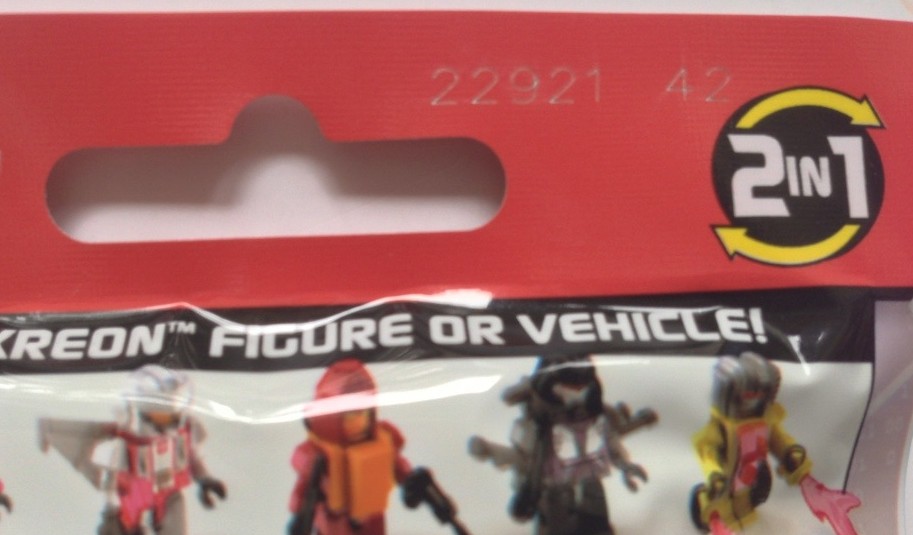 22921 42
2 IN 1
KREON™ FIGURE OR VEHICLE!